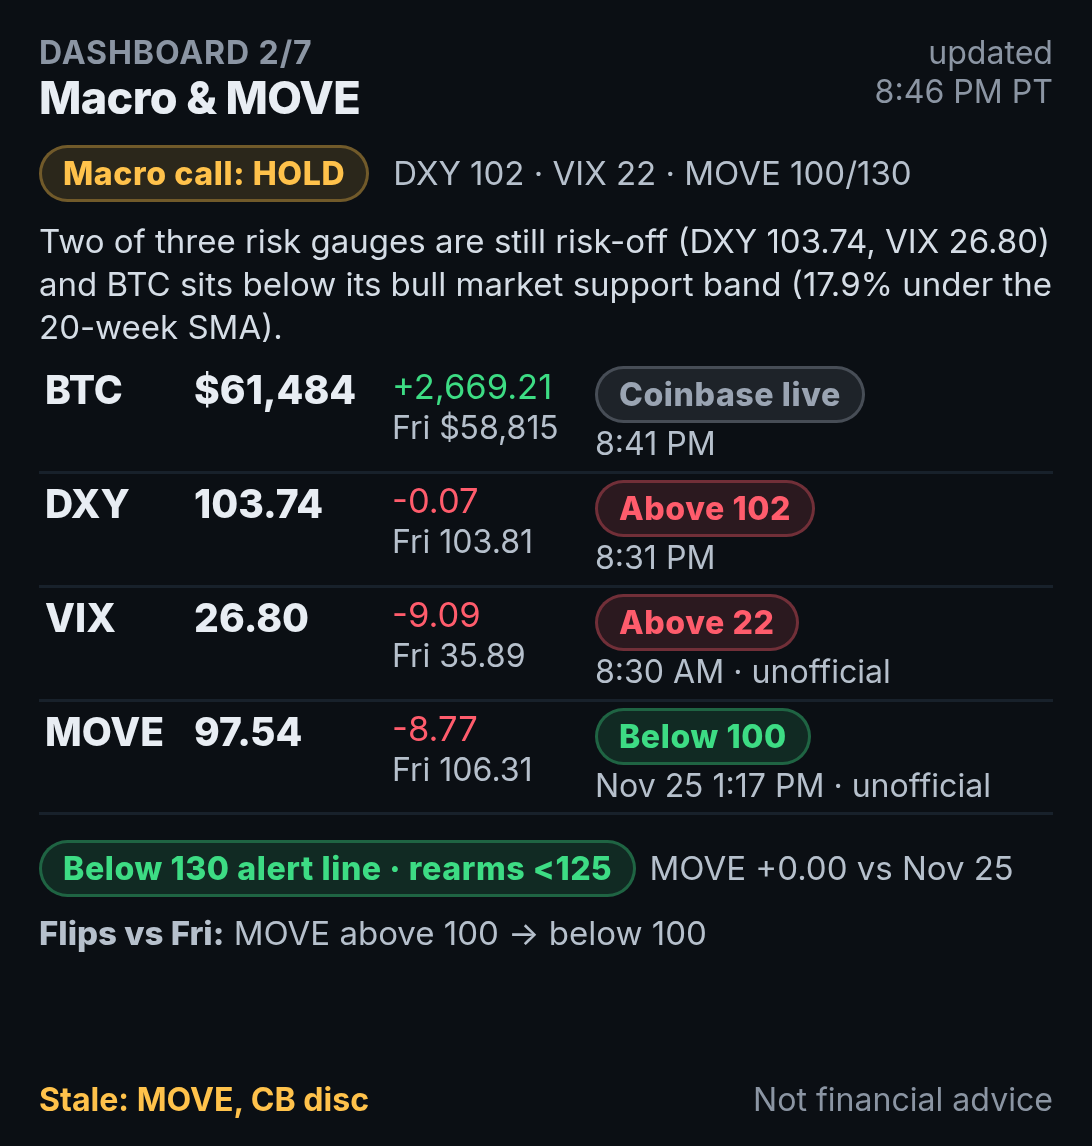 DASHBOARD 2/7
Macro & MOVE
updated
8:46 PM PT
Macro call: HOLD DXY 102 · VIX 22 · MOVE 100/130
Two of three risk gauges are still risk-off (DXY 103.74, VIX 26.80)
and BTC sits below its bull market support band (17.9% under the
20-week SMA).
BTC $61,484 +2,669.21 Coinbase live
Fri $58,815 8:41 PM
DXY 103.74 -0.07 Above 102
Fri 103.81 8:31 PM
VIX 26.80 -9.09 Above 22
Fri 35.89 8:30 AM · unofficial
MOVE 97.54 -8.77 Below 100
Fri 106.31 Nov 25 1:17 PM · unofficial
Below 130 alert line · rearms <125 MOVE +0.00 vs Nov 25
Flips vs Fri: MOVE above 100 → below 100
Stale: MOVE, CB disc Not financial advice